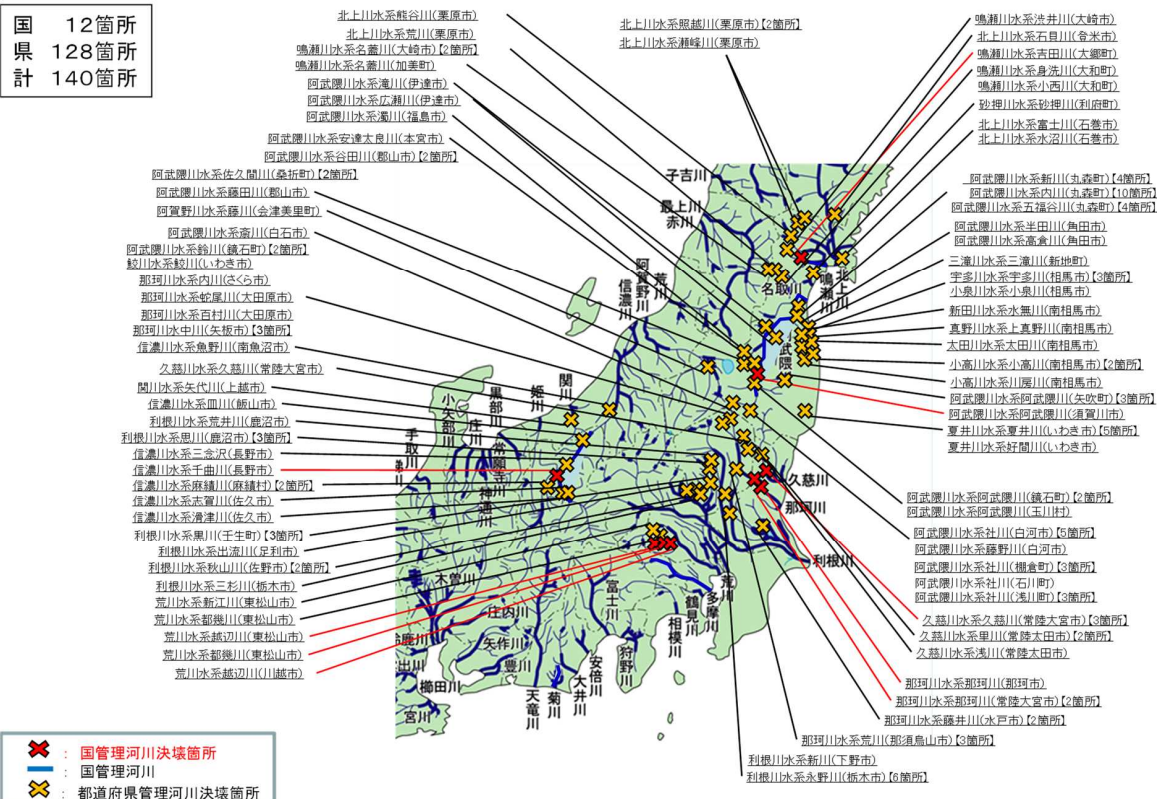 国　12箇所
県　128箇所
計　140箇所
北上川水系熊谷川(栗原市)
北上川水系荒川(栗原市)
鳴瀬川水系名蓋川(大崎市)【2箇所】
鳴瀬川水系名蓋川(加美町)
阿武隈川水系滝川(伊達市)
阿武隈川水系広瀬川(伊達市)
阿武隈川水系濁川(福島市)
阿武隈川水系安達太良川(本宮市)
阿武隈川水系谷田川(郡山市)【2箇所】
阿武隈川水系佐久間川(桑折町)【2箇所】
阿武隈川水系藤田川(郡山市)
阿賀野川水系藤川(会津美里町)
阿武隈川水系斎川(白石市)
阿武隈川水系鈴川(鏡石町)【2箇所】
鮫川水系鮫川(いわき市)
那珂川水系内川(さくら市)
那珂川水系蛇尾川(大田原市)
那珂川水系百村川(大田原市)
那珂川水系中川(矢板市)【3箇所】
信濃川水系魚野川(南魚沼市)
久慈川水系久慈川(常陸大宮市)
関川水系矢代川(上越市)
信濃川水系皿川(飯山市)
利根川水系荒井川(鹿沼市)
利根川水系思川(鹿沼市)【3箇所】
信濃川水系三念沢(長野市)
信濃川水系千曲川(長野市)
信濃川水系麻績川(麻績村)【2箇所】
信濃川水系志賀川(佐久市)
信濃川水系滑津川(佐久市)
利根川水系黒川(壬生町)【3箇所】
利根川水系出流川(足利市)
利根川水系秋山川(佐野市)【2箇所】
利根川水系三杉川(栃木市)
荒川水系新江川(東松山市)
荒川水系都幾川(東松山市)
荒川水系越辺川(東松山市)
荒川水系都幾川(東松山市)
荒川水系越辺川(川越市)
北上川水系照越川(栗原市)【2箇所】
北上川水系瀬峰川(栗原市)
鳴瀬川水系渋井川(大崎市)
北上川水系石貝川(登米市)
鳴瀬川水系吉田川(大郷町)
鳴瀬川水系身洗川(大和町)
鳴瀬川水系小西川(大和町)
砂押川水系砂押川(利府町)
北上川水系富士川(石巻市)
北上川水系水沼川(石巻市)
阿武隈川水系新川(丸森町)【4箇所】
阿武隈川水系内川(丸森町)【10箇所】
阿武隈川水系五福谷川(丸森町)【4箇所】
阿武隈川水系半田川(角田市)
阿武隈川水系高倉川(角田市)
三滝川水系三滝川(新地町)
宇多川水系宇多川(相馬市)【3箇所】
小泉川水系小泉川(相馬市)
新田川水系水無川(南相馬市)
真野川水系上真野川(南相馬市)
太田川水系太田川(南相馬市)
小高川水系小高川(南相馬市)【2箇所】
小高川水系川房川(南相馬市)
阿武隈川水系阿武隈川(矢吹町)【3箇所】
阿武隈川水系阿武隈川(須賀川市)
夏井川水系夏井川(いわき市)【5箇所】
夏井川水系好間川(いわき市)
阿武隈川水系阿武隈川(鏡石町)【2箇所】
阿武隈川水系阿武隈川(玉川村)
阿武隈川水系社川(白河市)【5箇所】
阿武隈川水系藤野川(白河市)
阿武隈川水系社川(棚倉町)【3箇所】
阿武隈川水系社川(石川町)
阿武隈川水系社川(浅川町)【3箇所】
久慈川水系久慈川(常陸大宮市)【3箇所】
久慈川水系里川(常陸太田市)【2箇所】
久慈川水系浅川(常陸太田市)
那珂川水系那珂川(那珂市)
那珂川水系那珂川(常陸大宮市)【2箇所】
那珂川水系藤井川(水戸市)【2箇所】
那珂川水系荒川(那須烏山市)【3箇所】
利根川水系新川(下野市)
利根川水系永野川(栃木市)【6箇所】
子吉川
最上川
赤川
荒川
阿賀野川
信濃川
名取川
鳴瀬川
北上川
武隈
関川
姫川
黒部川
常願寺川
神通川
庄川
小矢部川
手取川
久慈川
那珂川
利根川
荒川
多摩川
鶴見川
相模川
富士川
狩野川
安倍川
大井川
菊川
天竜川
豊川
矢作川
庄内川
木曽川
鈴鹿川
出川
櫛田川
宮川
：国管理河川決壊箇所
：国管理河川
：都道府県管理河川決壊箇所